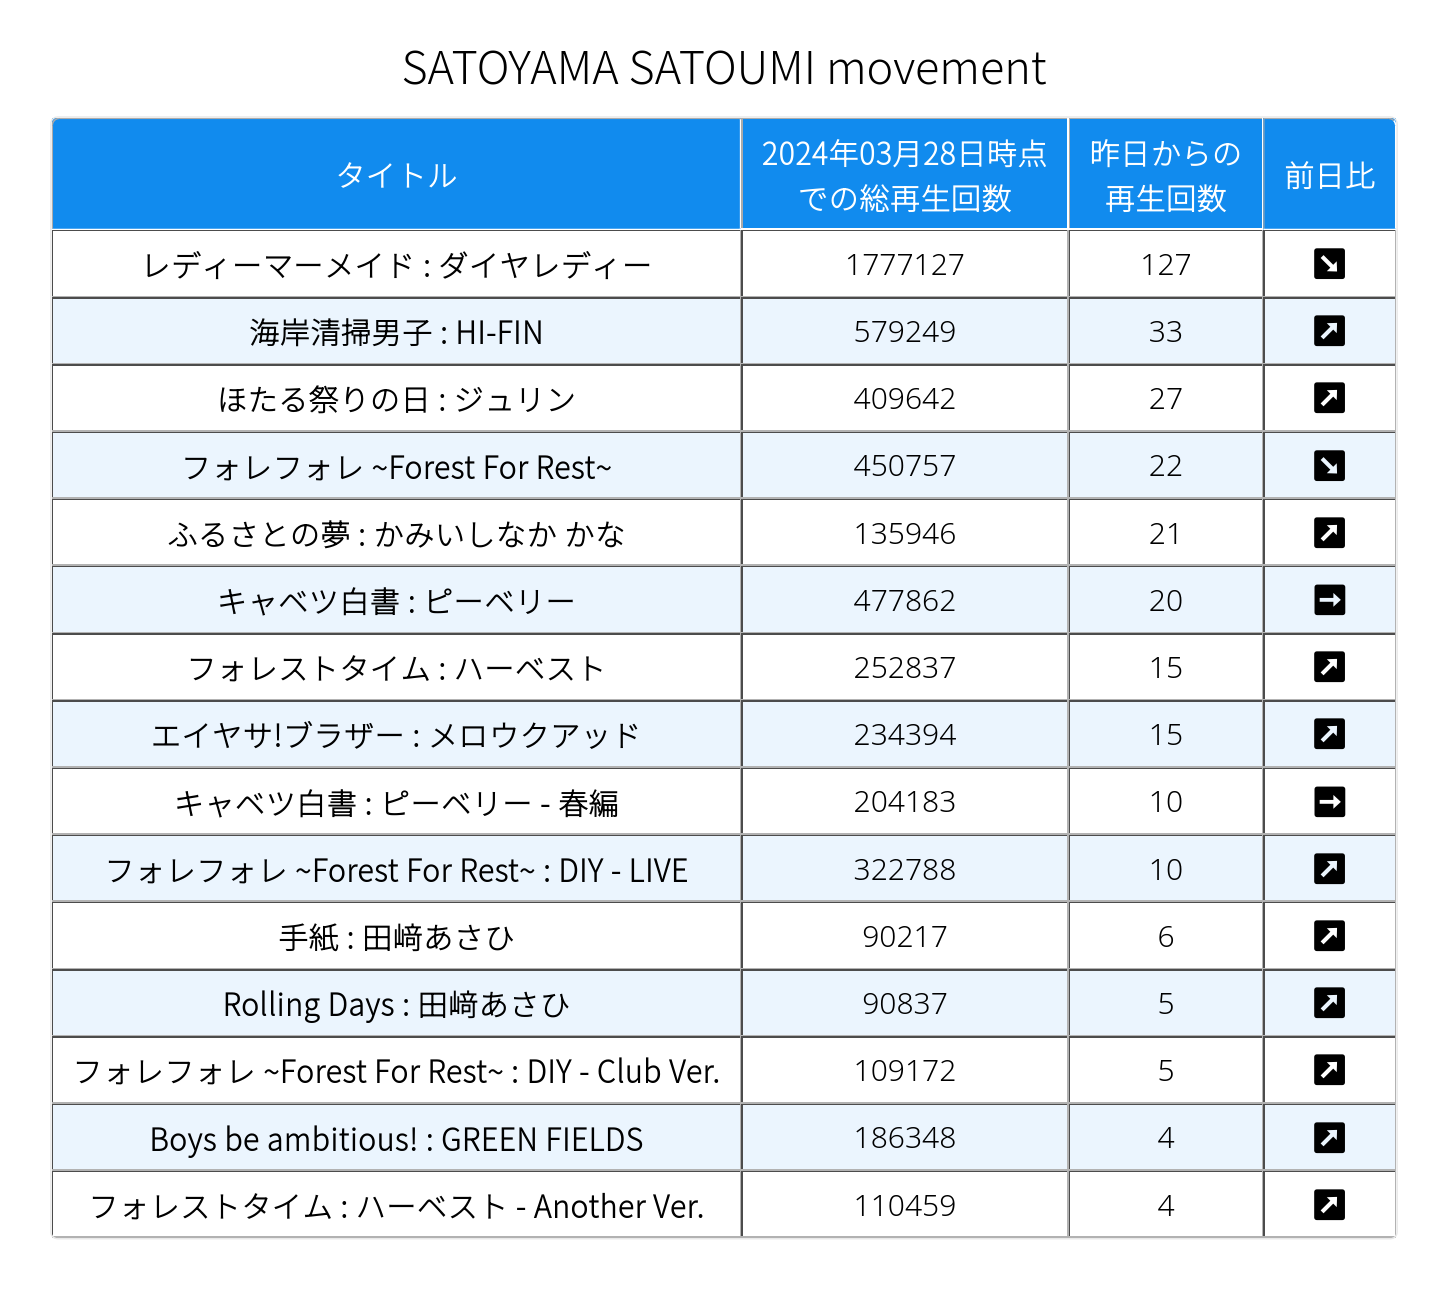 SATOYAMA SATOUMI movement
タイトル 2024年03月28日時点での総再生回数 昨日からの再生回数 前日比
レディーマーメイド : ダイヤレディー 1777127 127 ↘
海岸清掃男子 : HI-FIN 579249 33 ↗
ほたる祭りの日 : ジュリン 409642 27 ↗
フォレフォレ ~Forest For Rest~ 450757 22 ↘
ふるさとの夢 : かみいしなか かな 135946 21 ↗
キャベツ白書 : ピーベリー 477862 20 →
フォレストタイム : ハーベスト 252837 15 ↗
エイヤサ!ブラザー : メロウクアッド 234394 15 ↗
キャベツ白書 : ピーベリー - 春編 204183 10 →
フォレフォレ ~Forest For Rest~ : DIY - LIVE 322788 10 ↗
手紙 : 田﨑あさひ 90217 6 ↗
Rolling Days : 田﨑あさひ 90837 5 ↗
フォレフォレ ~Forest For Rest~ : DIY - Club Ver. 109172 5 ↗
Boys be ambitious! : GREEN FIELDS 186348 4 ↗
フォレストタイム : ハーベスト - Another Ver. 110459 4 ↗